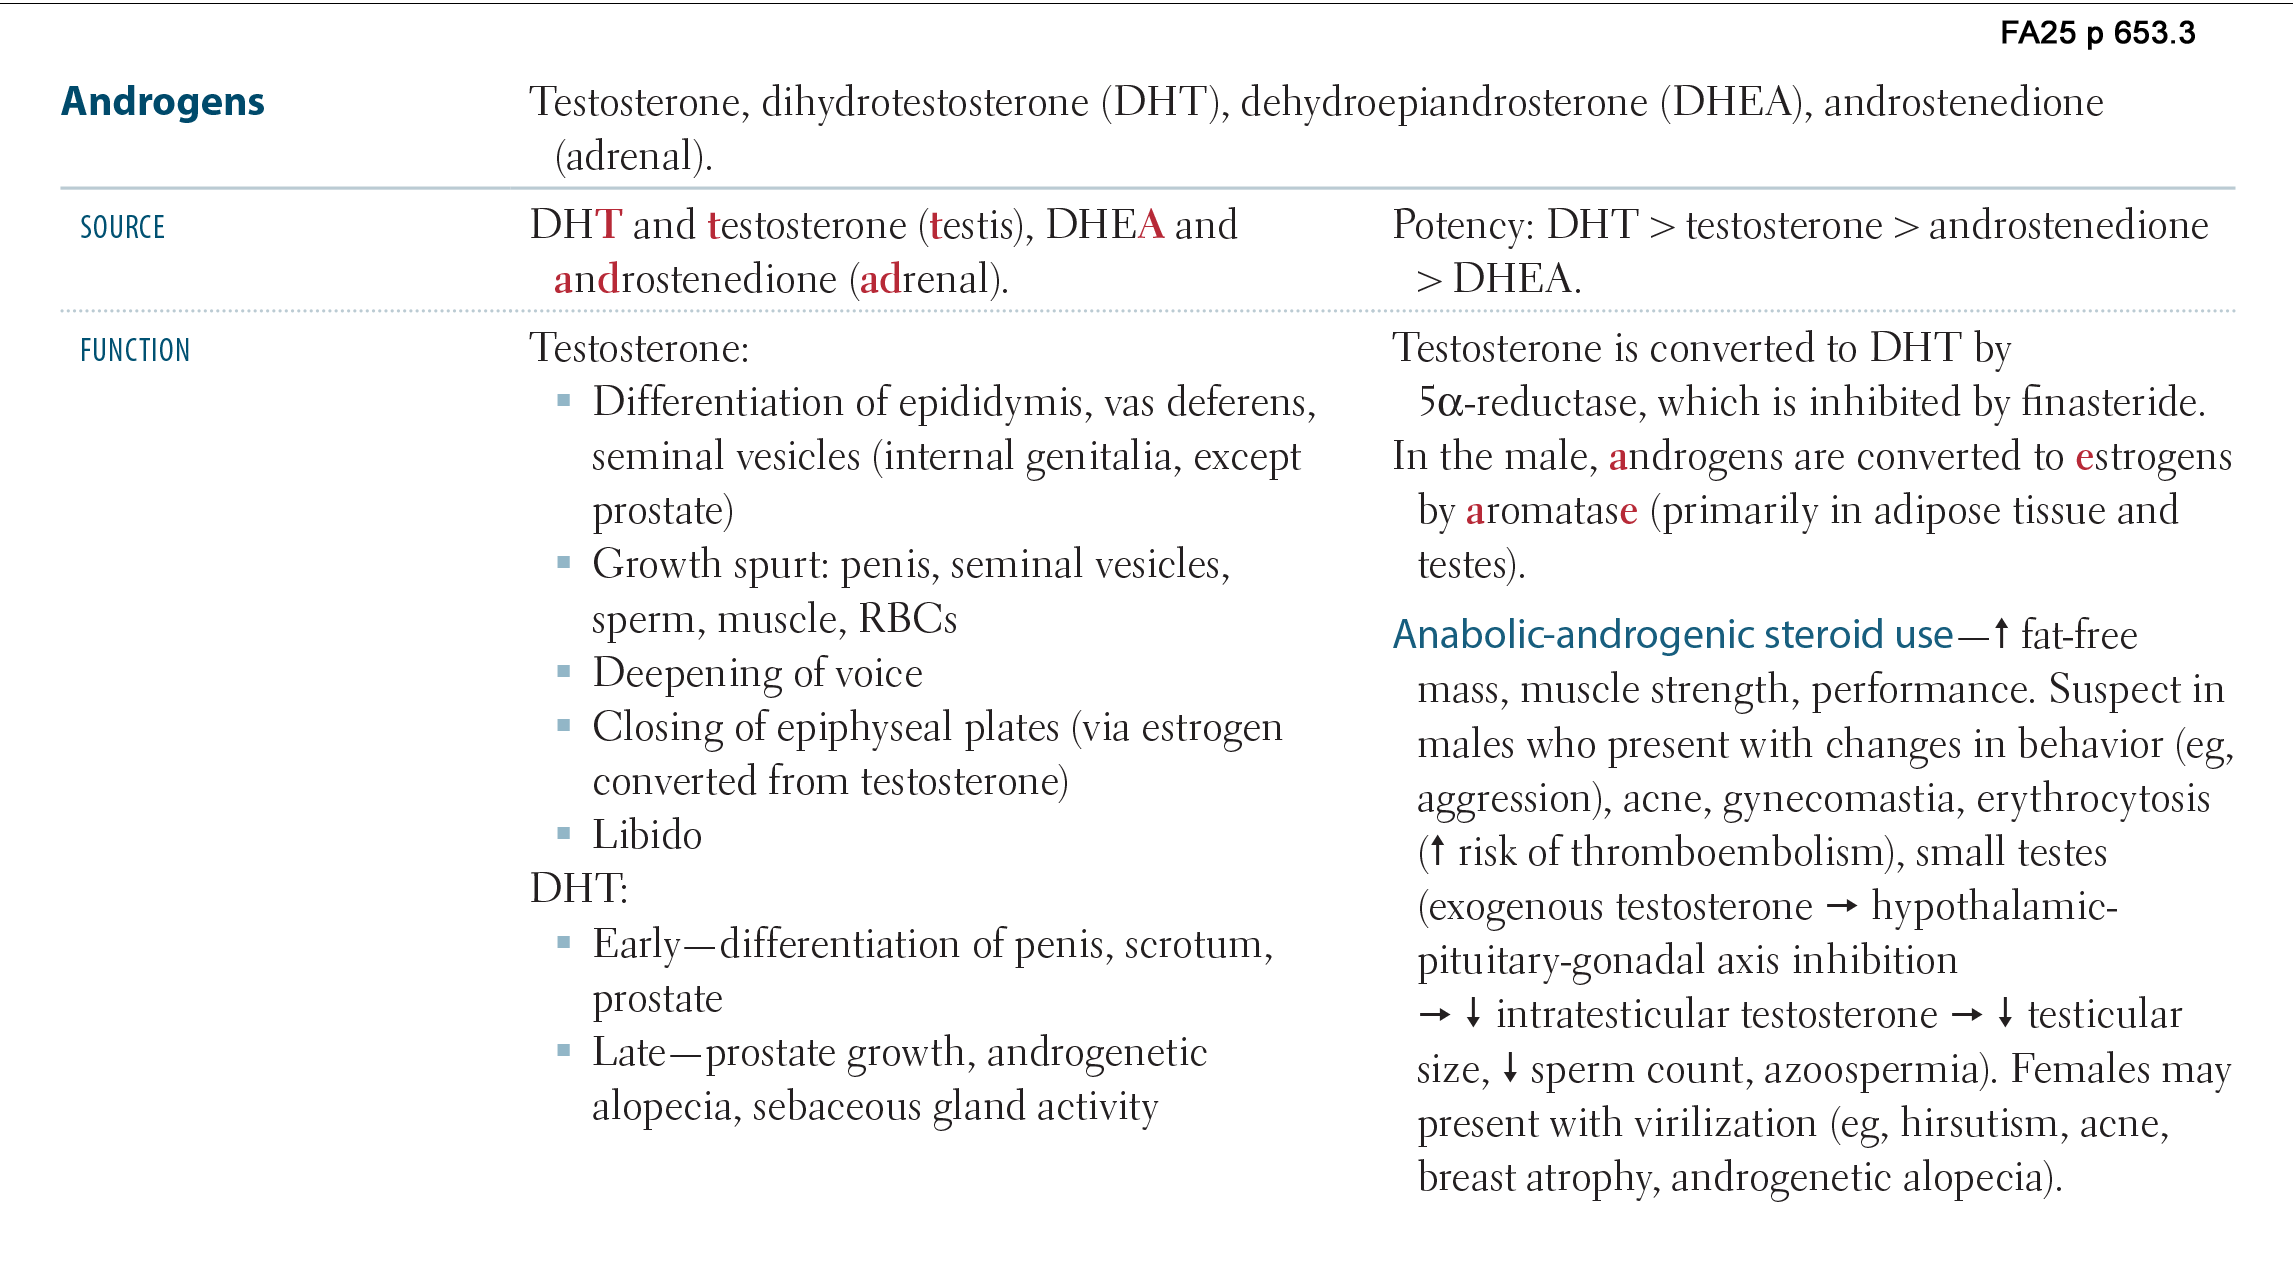 FA25 p 653.3
Androgens
Testosterone, dihydrotestosterone (DHT), dehydroepiandrosterone (DHEA), androstenedione
(adrenal).
SOURCE
DHT and testosterone (testis), DHEA and
androstenedione (adrenal).
Potency: DHT > testosterone > androstenedione
> DHEA.
FUNCTION
Testosterone:
▪ Differentiation of epididymis, vas deferens,
seminal vesicles (internal genitalia, except
prostate)
▪ Growth spurt: penis, seminal vesicles,
sperm, muscle, RBCs
▪ Deepening of voice
▪ Closing of epiphyseal plates (via estrogen
converted from testosterone)
▪ Libido
DHT:
▪ Early—differentiation of penis, scrotum,
prostate
▪ Late—prostate growth, androgenetic
alopecia, sebaceous gland activity
Testosterone is converted to DHT by
5α-reductase, which is inhibited by finasteride.
In the male, androgens are converted to estrogens
by aromatase (primarily in adipose tissue and
testes).
Anabolic-androgenic steroid use—↑ fat-free
mass, muscle strength, performance. Suspect in
males who present with changes in behavior (eg,
aggression), acne, gynecomastia, erythrocytosis
(↑ risk of thromboembolism), small testes
(exogenous testosterone → hypothalamic-
pituitary-gonadal axis inhibition
→ ↓ intratesticular testosterone → ↓ testicular
size, ↓ sperm count, azoospermia). Females may
present with virilization (eg, hirsutism, acne,
breast atrophy, androgenetic alopecia).